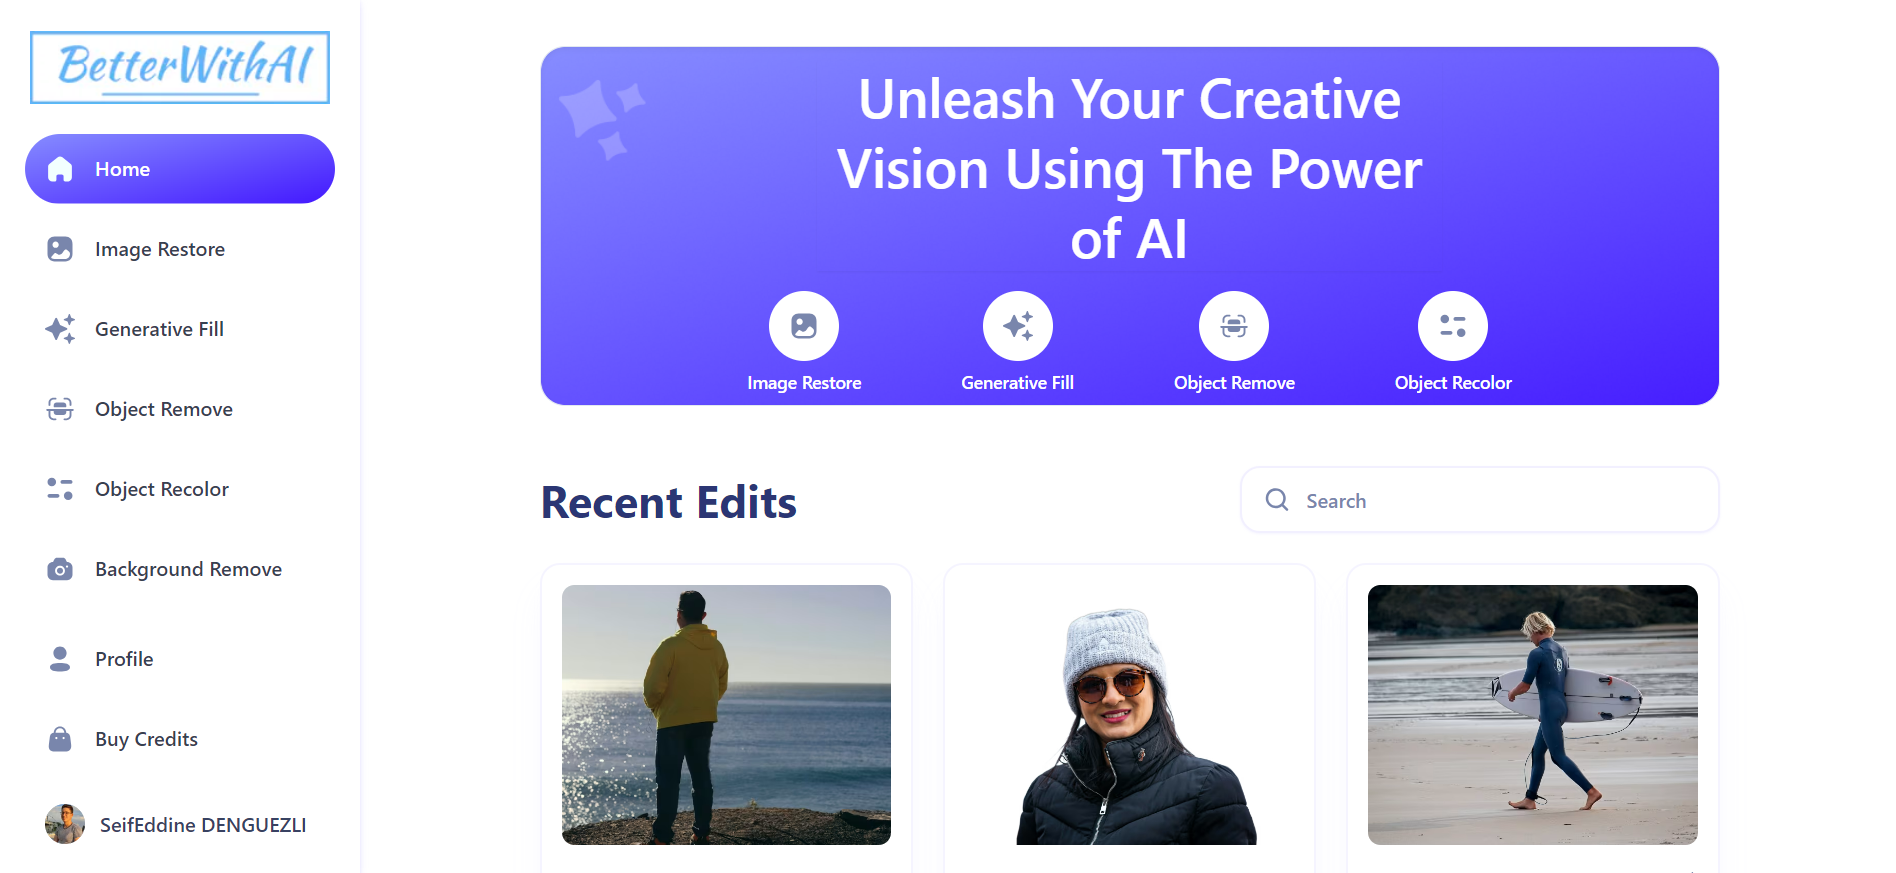 BetterWithAI
Home
Image Restore
Generative Fill
Object Remove
Object Recolor
Background Remove
Profile
Buy Credits
SeifEddine DENGUEZLI
Unleash Your Creative
Vision Using The Power
of AI
Image Restore
Generative Fill
Object Remove
Object Recolor
Recent Edits
Search